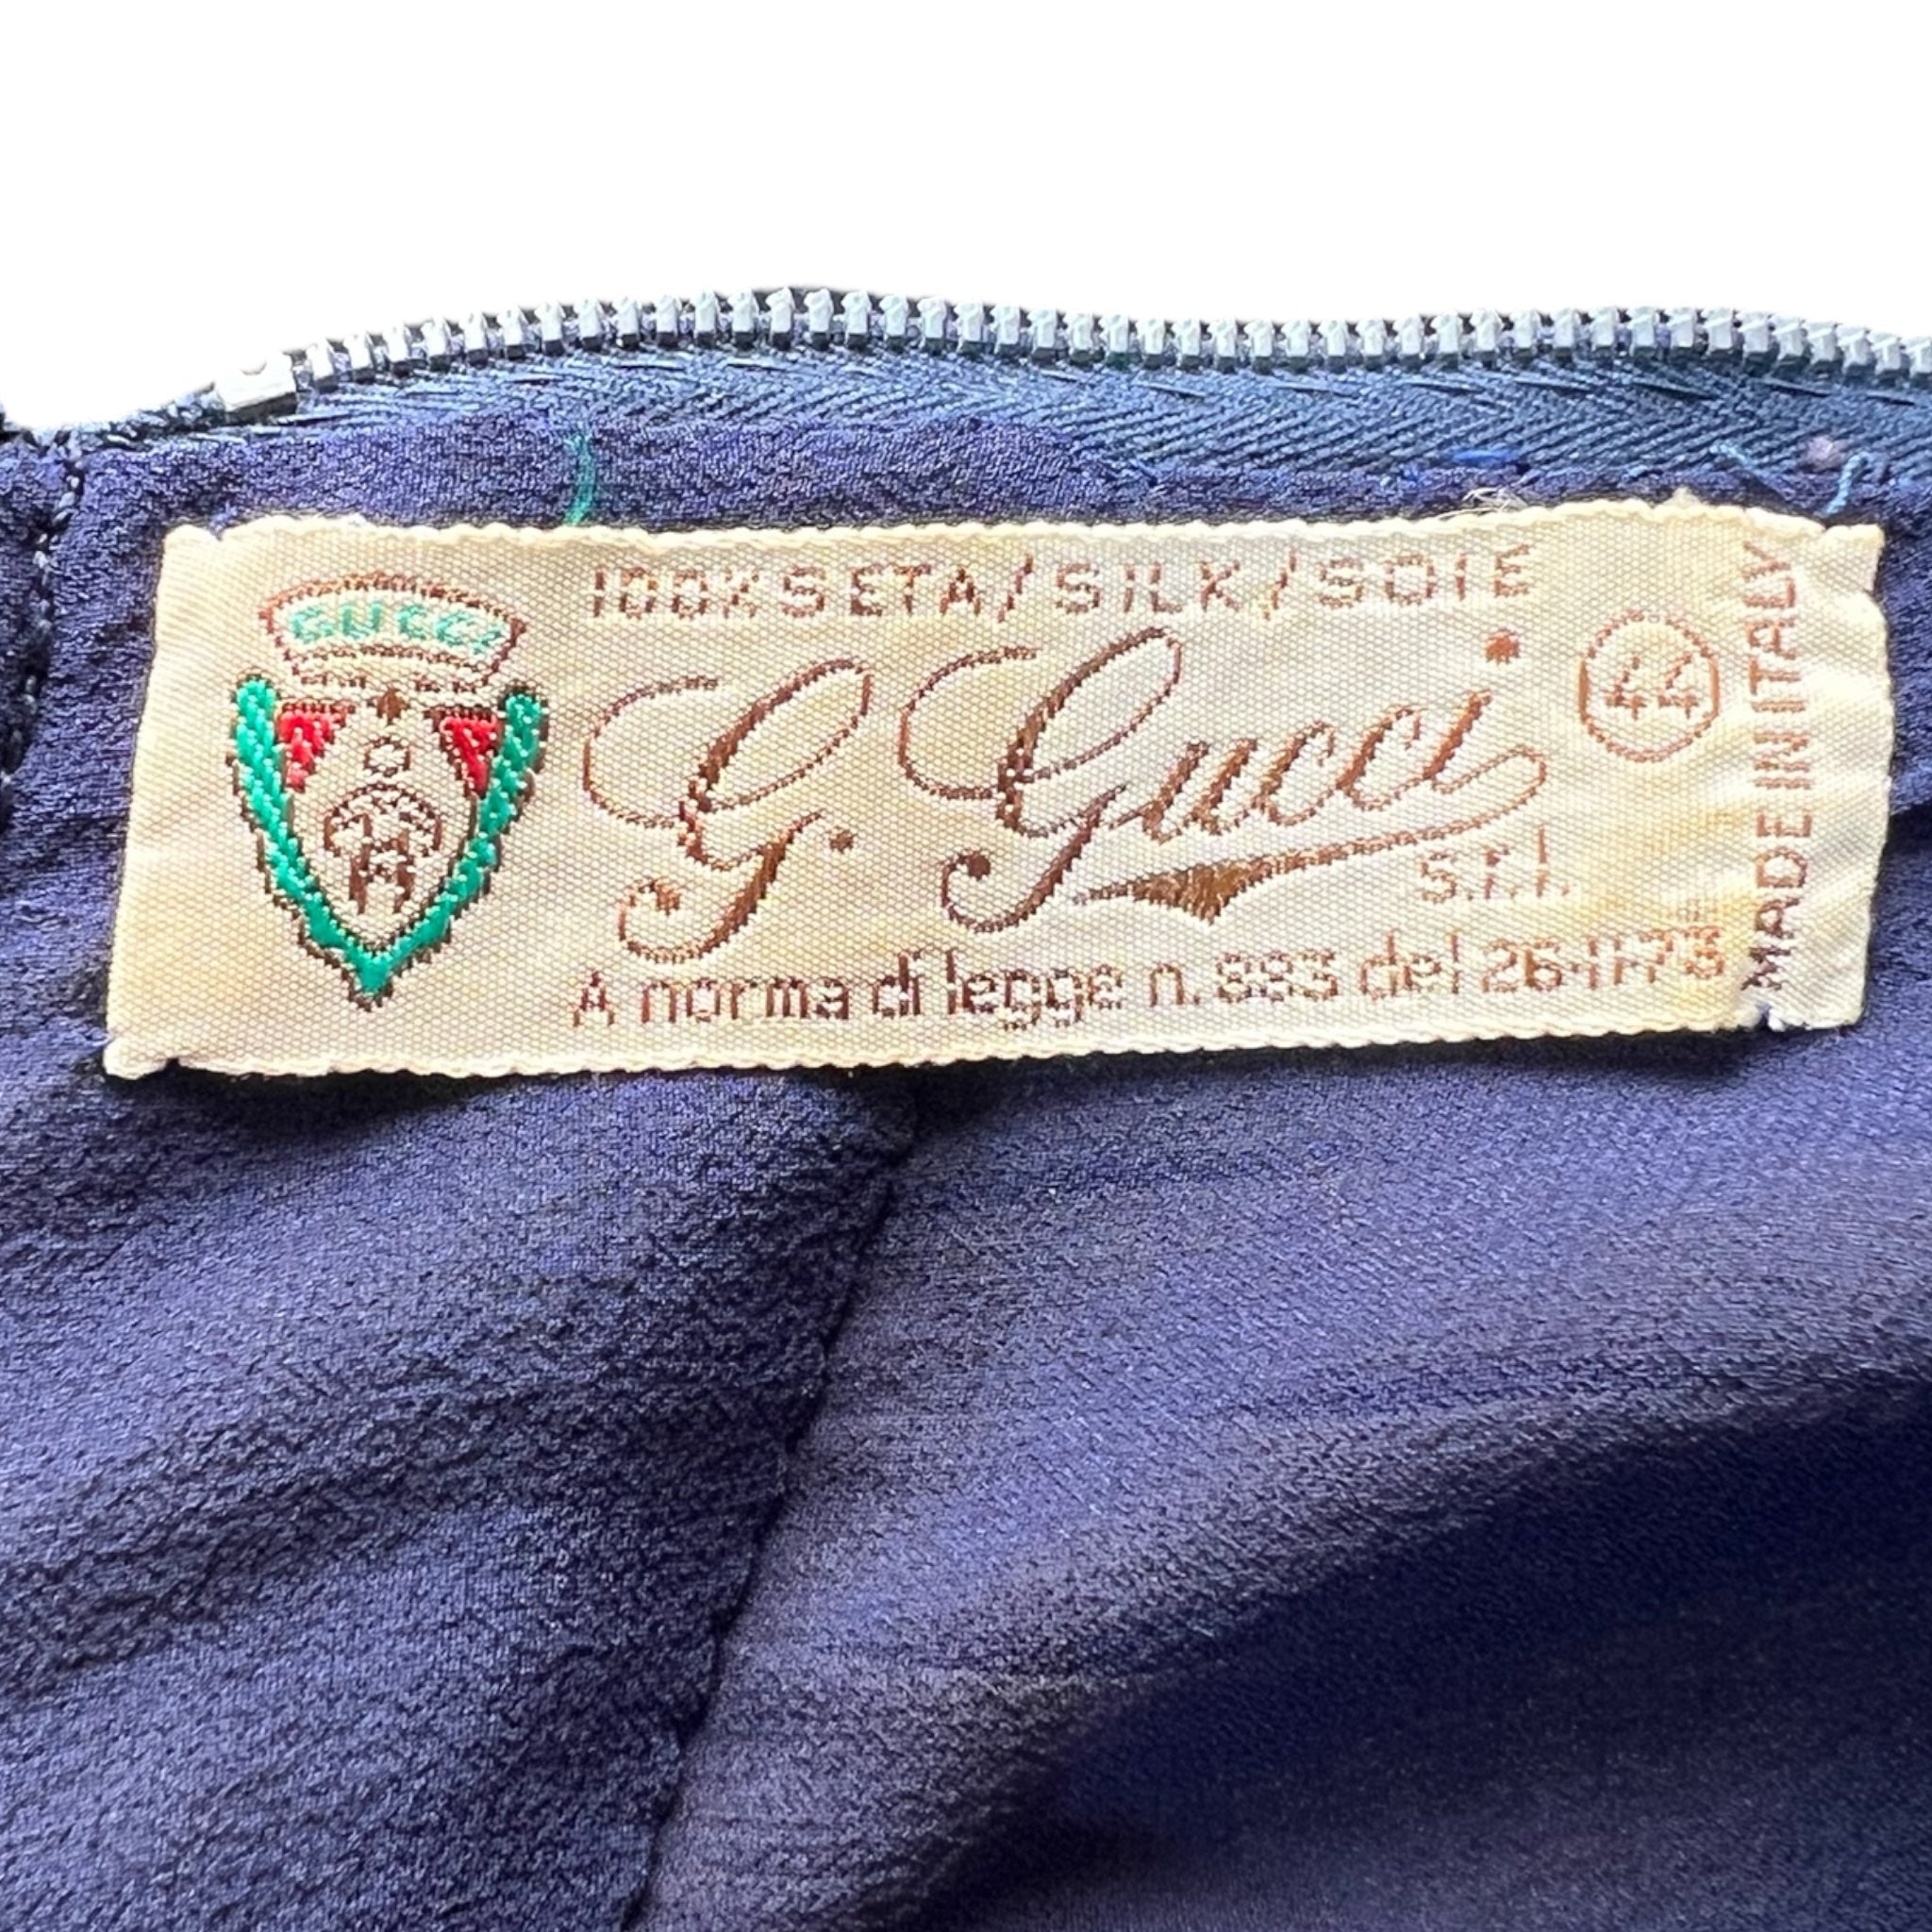 GUCCI
100% SETA/SILK/SOIE
G. Gucci
s.r.l.
A norma di legge n. 883 del 26-11-73
44
MADE IN ITALY